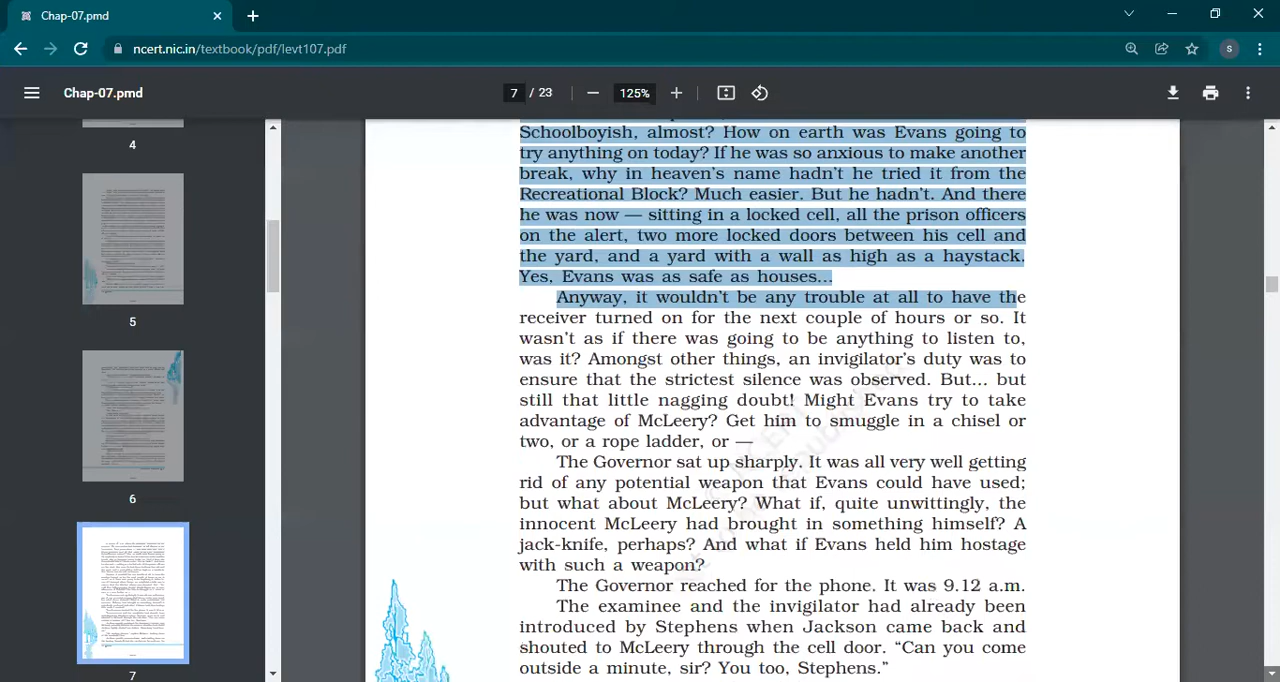 Chap-07.pmd
ncert.nic.in/textbook/pdf/levt107.pdf
S
Chap-07.pmd
7 / 23
125%
4
5
6
7
Schoolboyish, almost? How on earth was Evans going to
try anything on today? If he was so anxious to make another
break, why in heaven's name hadn't he tried it from the
Recreational Block? Much easier. But he hadn't. And there
he was now — sitting in a locked cell, all the prison officers
on the alert, two more locked doors between his cell and
the yard, and a yard with a wall as high as a haystack.
Yes, Evans was as safe as houses...
Anyway, it wouldn't be any trouble at all to have the
receiver turned on for the next couple of hours or so. It
wasn't as if there was going to be anything to listen to,
was it? Amongst other things, an invigilator's duty was to
ensure that the strictest silence was observed. But... but
still that little nagging doubt! Might Evans try to take
advantage of McLeery? Get him to smuggle in a chisel or
two, or a rope ladder, or —
The Governor sat up sharply. It was all very well getting
rid of any potential weapon that Evans could have used;
but what about McLeery? What if, quite unwittingly, the
innocent McLeery had brought in something himself? A
jack-knife, perhaps? And what if Evans held him hostage
with such a weapon?
The Governor reached for the phone. It was 9.12 a.m.
The examinee and the invigilator had already been
introduced by Stephens when Jackson came back and
shouted to McLeery through the cell door. “Can you come
outside a minute, sir? You too, Stephens.”